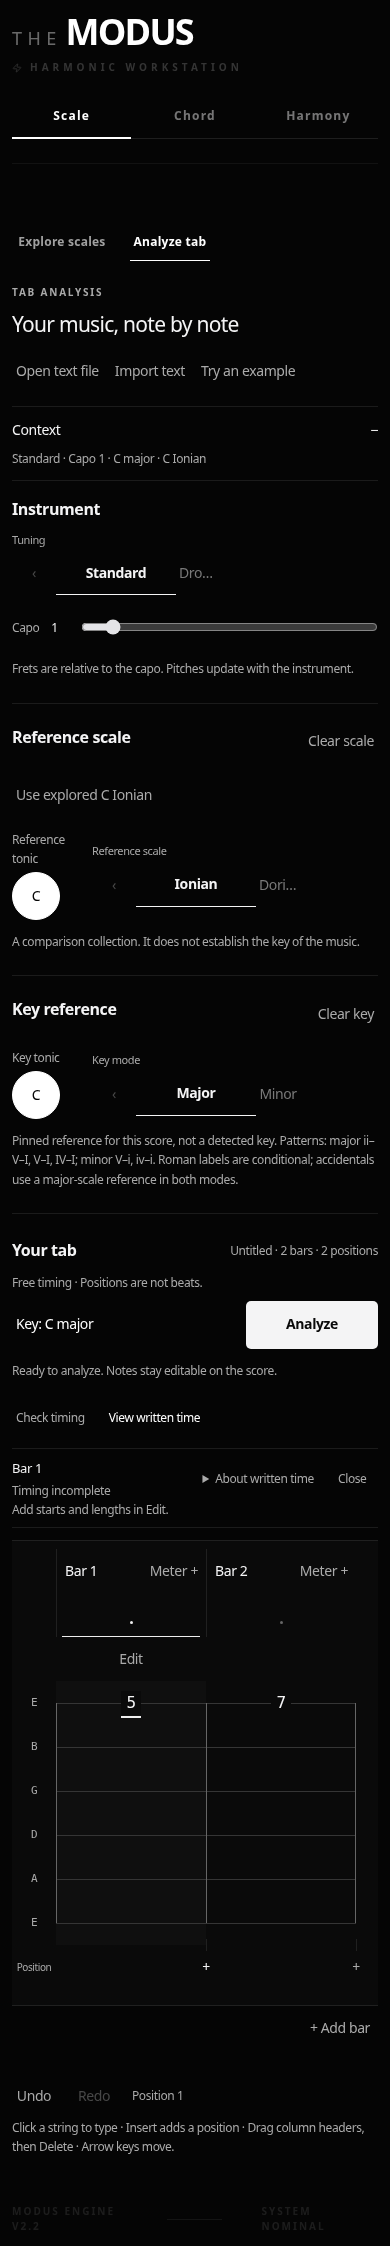 THE MODUS
HARMONIC WORKSTATION
Scale Chord Harmony
Explore scales Analyze tab
TAB ANALYSIS
Your music, note by note
Open text file Import text Try an example
Context –
Standard · Capo 1 · C major · C Ionian
Instrument
Tuning
‹ Standard Dro...
Capo 1
Frets are relative to the capo. Pitches update with the instrument.
Reference scale Clear scale
Use explored C Ionian
Reference tonic
Reference scale
C ‹ Ionian Dori...
A comparison collection. It does not establish the key of the music.
Key reference Clear key
Key tonic Key mode
C ‹ Major Minor
Pinned reference for this score, not a detected key. Patterns: major ii–
V–I, V–I, IV–I; minor V–i, iv–i. Roman labels are conditional; accidentals
use a major-scale reference in both modes.
Your tab Untitled · 2 bars · 2 positions
Free timing · Positions are not beats.
Key: C major Analyze
Ready to analyze. Notes stay editable on the score.
Check timing View written time
Bar 1
Timing incomplete
Add starts and lengths in Edit.
▶ About written time Close
Bar 1 Meter + Bar 2 Meter +
Edit
E 5 7
B
G
D
A
E
Position + +
+ Add bar
Undo Redo Position 1
Click a string to type · Insert adds a position · Drag column headers,
then Delete · Arrow keys move.
MODUS ENGINE
V2.2
SYSTEM
NOMINAL